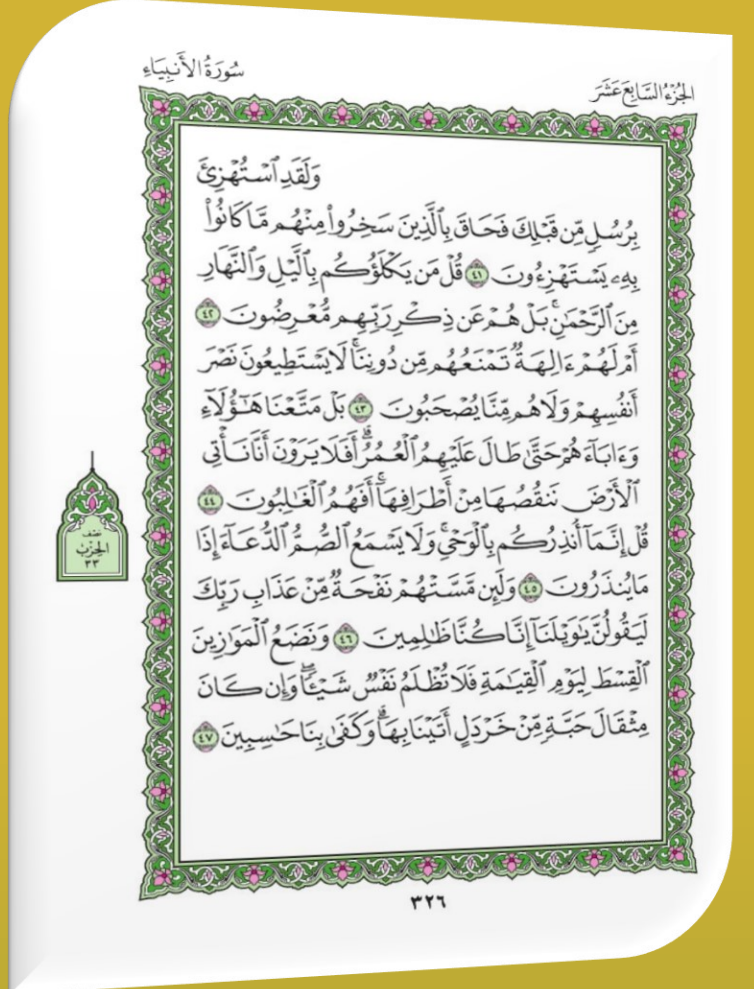 سُورَةُ الأَنبِيَاءِ
الجُزْءُ السَّابِعَ عَشَرَ
وَلَقَدِ ٱسْتُهْزِئَ
بِرُسُلٍ مِّن قَبْلِكَ فَحَاقَ بِٱلَّذِينَ سَخِرُوا۟ مِنْهُم مَّا كَانُوا۟
بِهِۦ يَسْتَهْزِءُونَ ٤١ قُلْ مَن يَكْلَؤُكُم بِٱلَّيْلِ وَٱلنَّهَارِ
مِنَ ٱلرَّحْمَٰنِ ۚ بَلْ هُمْ عَن ذِكْرِ رَبِّهِم مُّعْرِضُونَ ٤٢
أَمْ لَهُمْ ءَالِهَةٌ تَمْنَعُهُم مِّن دُونِنَا ۚ لَا يَسْتَطِيعُونَ نَصْرَ
أَنفُسِهِمْ وَلَا هُم مِّنَّا يُصْحَبُونَ ٤٣ بَلْ مَتَّعْنَا هَٰٓؤُلَآءِ
وَءَابَآءَهُمْ حَتَّىٰ طَالَ عَلَيْهِمُ ٱلْعُمُرُ ۗ أَفَلَا يَرَوْنَ أَنَّا نَأْتِى
ٱلْأَرْضَ نَنقُصُهَا مِنْ أَطْرَافِهَآ ۚ أَفَهُمُ ٱلْغَٰلِبُونَ ٤٤
قُلْ إِنَّمَآ أُنذِرُكُم بِٱلْوَحْىِ ۚ وَلَا يَسْمَعُ ٱلصُّمُّ ٱلدُّعَآءَ إِذَا
مَا يُنذَرُونَ ٤٥ وَلَئِن مَّسَّتْهُمْ نَفْحَةٌ مِّنْ عَذَابِ رَبِّكَ
لَيَقُولُنَّ يَٰوَيْلَنَآ إِنَّا كُنَّا ظَٰلِمِينَ ٤٦ وَنَضَعُ ٱلْمَوَٰزِينَ
ٱلْقِسْطَ لِيَوْمِ ٱلْقِيَٰمَةِ فَلَا تُظْلَمُ نَفْسٌ شَيْـًٔا ۖ وَإِن كَانَ
مِثْقَالَ حَبَّةٍ مِّنْ خَرْدَلٍ أَتَيْنَا بِهَا ۗ وَكَفَىٰ بِنَا حَٰسِبِينَ ٤٧
نصف
الحِزْب
٣٣
٣٢٦